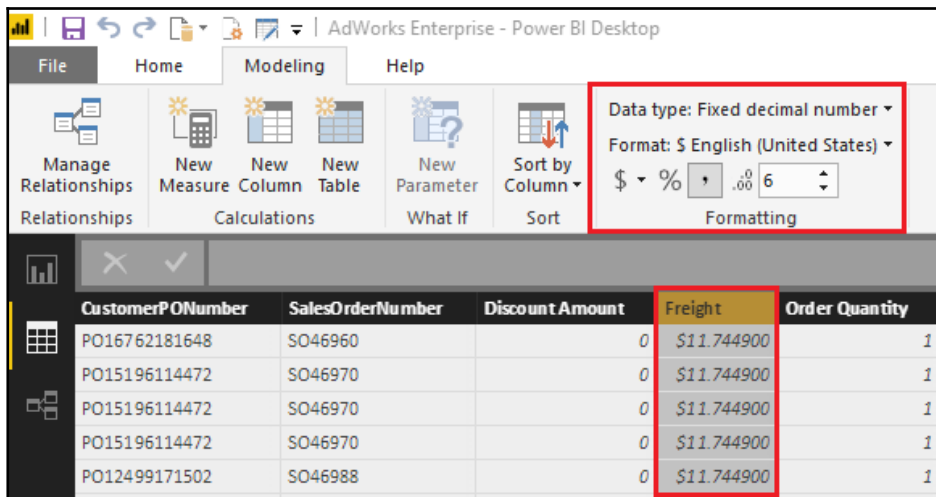 AdWorks Enterprise - Power BI Desktop
File Home Modeling Help
Manage Relationships
New Measure
New Column
New Table
New Parameter
Sort by Column
Data type: Fixed decimal number
Format: $ English (United States)
$ % , .00 6
Relationships Calculations What If Sort Formatting
CustomerPONumber SalesOrderNumber Discount Amount Freight Order Quantity
PO16762181648 SO46960 0 $11.744900 1
PO15196114472 SO46970 0 $11.744900 1
PO15196114472 SO46970 0 $11.744900 1
PO15196114472 SO46970 0 $11.744900 1
PO12499171502 SO46988 0 $11.744900 1